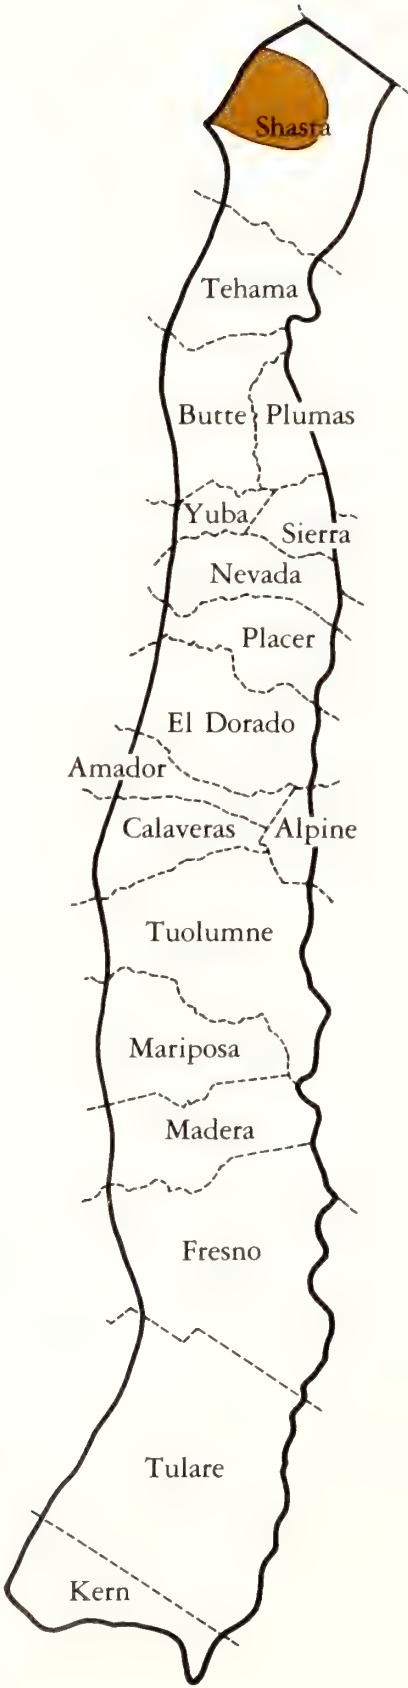 Shasta
Tehama
Butte Plumas
Yuba
Sierra
Nevada
Placer
El Dorado
Amador
Calaveras Alpine
Tuolumne
Mariposa
Madera
Fresno
Tulare
Kern